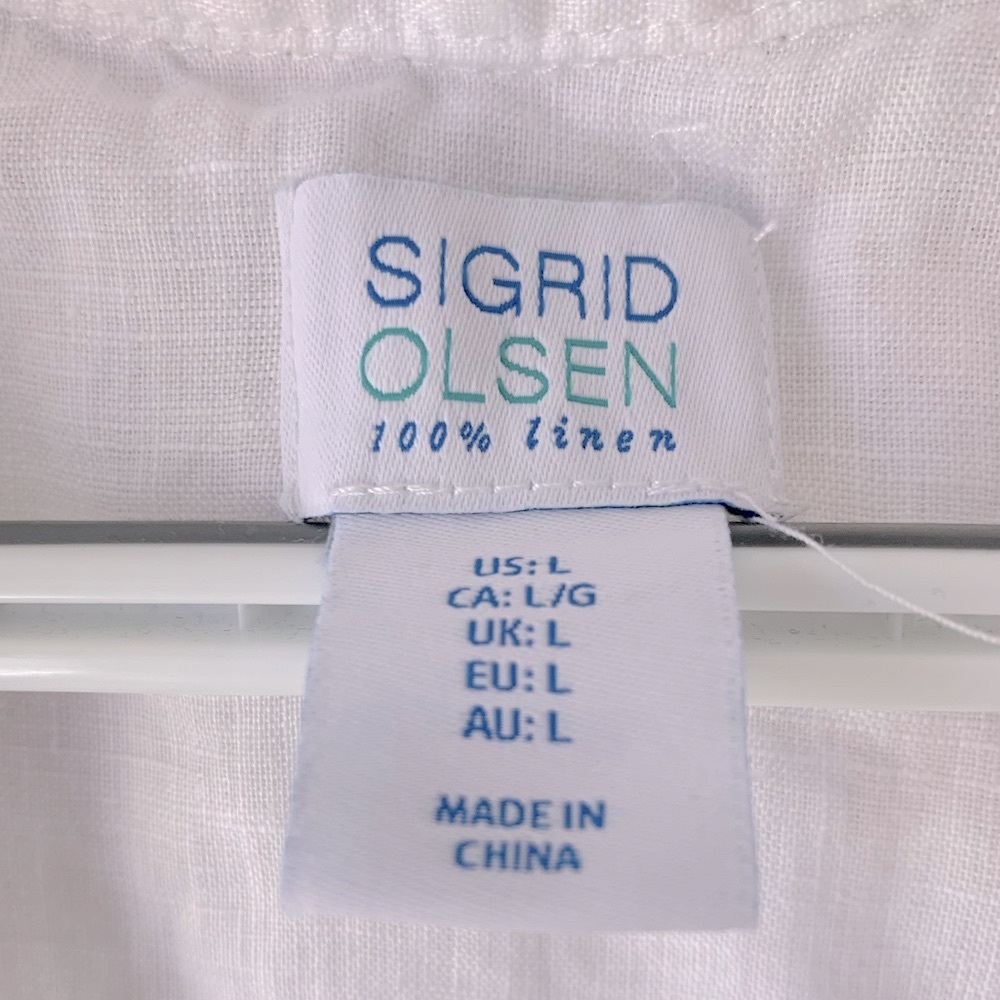 SIGRID
OLSEN
100% linen
US: L
CA: L/G
UK: L
EU: L
AU: L
MADE IN
CHINA